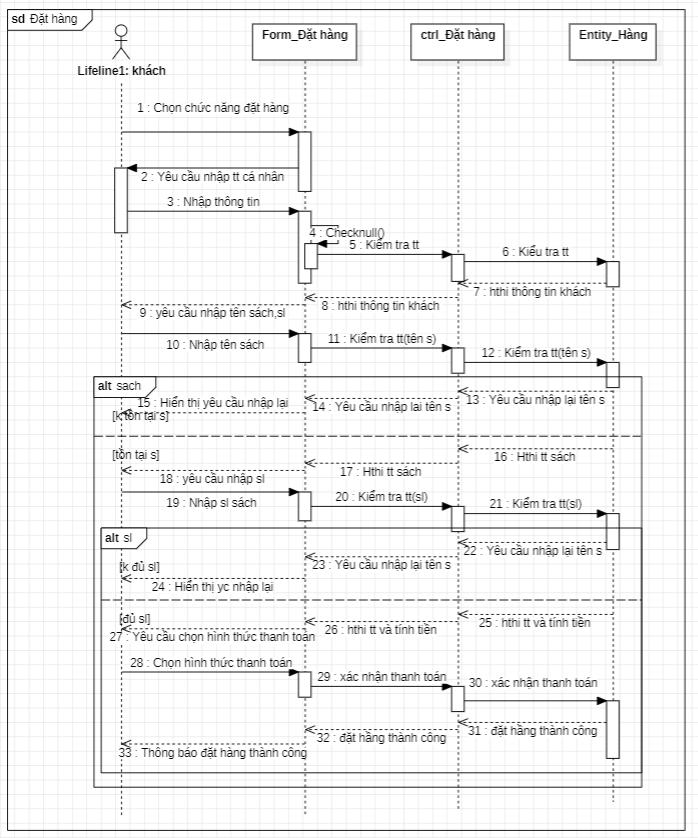 sd Đặt hàng
Form_Đặt hàng
ctrl_Đặt hàng
Entity_Hàng
Lifeline1: khách
1 : Chọn chức năng đặt hàng
2 : Yêu cầu nhập tt cá nhân
3 : Nhập thông tin
4 : Checknull()
5 : Kiểm tra tt
6 : Kiểu tra tt
7 : hthi thông tin khách
8 : hthi thông tin khách
9 : yêu cầu nhập tên sách,sl
10 : Nhập tên sách
11 : Kiểm tra tt(tên s)
12 : Kiểm tra tt(tên s)
alt sach
13 : Yêu cầu nhập lại tên s
14 : Yêu cầu nhập lai tên s
15 : Hiển thị yêu cầu nhập lại
[k tồn tại s]
[tồn tại s]
16 : Hthi tt sách
17 : Hthi tt sách
18 : yêu cầu nhập sl
19 : Nhập sl sách
20 : Kiểm tra tt(sl)
21 : Kiểm tra tt(sl)
alt sl
22 : Yêu cầu nhập lại tên s
23 : Yêu cầu nhập lại tên s
[k đủ sl]
24 : Hiển thị yc nhập lại
[đủ sl]
25 : hthi tt và tính tiền
26 : hthi tt và tính tiền
27 : Yêu cầu chọn hình thức thanh toán
28 : Chọn hình thức thanh toán
29 : xác nhận thanh toán
30 : xác nhận thanh toán
31 : đặt hằng thành công
32 : đặt hằng thành công
33 : Thông báo đặt hàng thành công